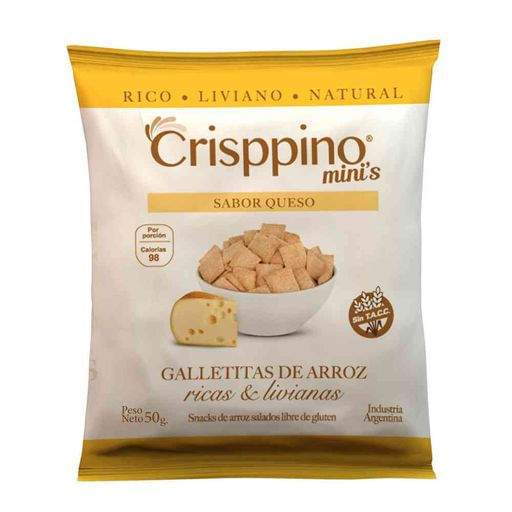 RICO • LIVIANO • NATURAL
Crisppino®
mini's
SABOR QUESO
Por
porción
Calorías
98
Sin T.A.C.C.
GALLETITAS DE ARROZ
ricas & livianas
Peso
Neto 50g.
Snacks de arroz salados libre de gluten
Industria
Argentina